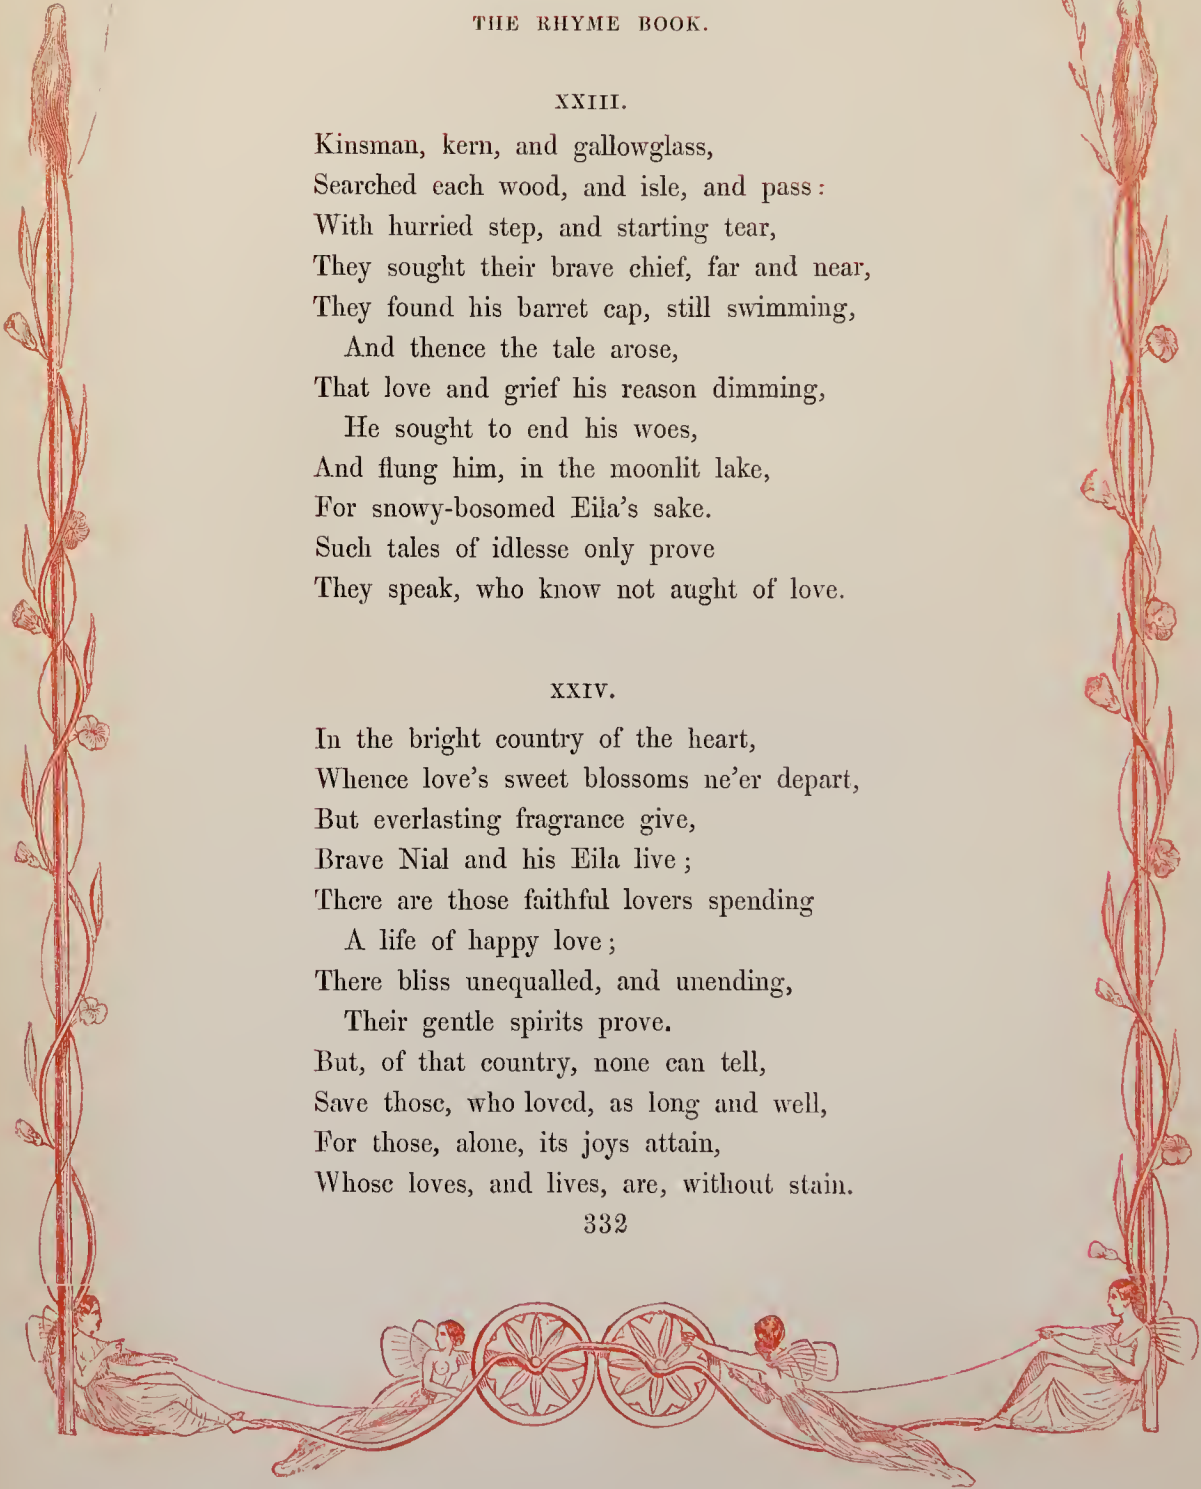 THE RHYME BOOK.
XXIII.
Kinsman, kern, and gallowglass,
Searched each wood, and isle, and pass:
With hurried step, and starting tear,
They sought their brave chief, far and near,
They found his barret cap, still swimming,
And thence the tale arose,
That love and grief his reason dimming,
He sought to end his woes,
And flung him, in the moonlit lake,
For snowy-bosomed Eila's sake.
Such tales of idlesse only prove
They speak, who know not aught of love.
XXIV.
In the bright country of the heart,
Whence love's sweet blossoms ne'er depart,
But everlasting fragrance give,
Brave Nial and his Eila live;
There are those faithful lovers spending
A life of happy love;
There bliss unequalled, and unending,
Their gentle spirits prove.
But, of that country, none can tell,
Save those, who loved, as long and well,
For those, alone, its joys attain,
Whose loves, and lives, are, without stain.
332